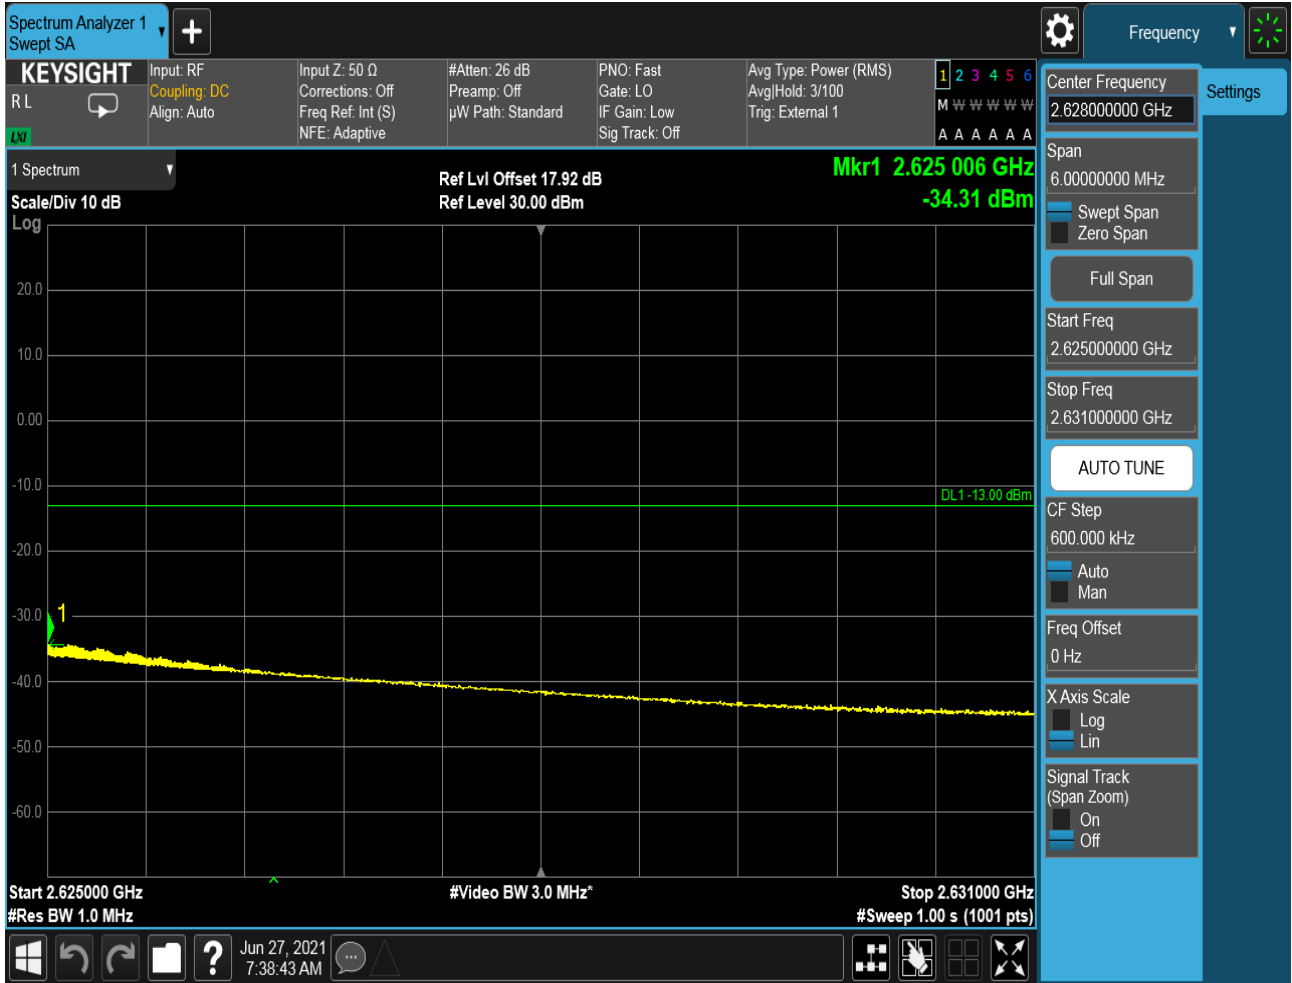 Spectrum Analyzer 1
Swept SA
Frequency
KEYSIGHT
R L
LXI
Input: RF
Coupling: DC
Align: Auto
Input Z: 50 Ω
Corrections: Off
Freq Ref: Int (S)
NFE: Adaptive
#Atten: 26 dB
Preamp: Off
µW Path: Standard
PNO: Fast
Gate: LO
IF Gain: Low
Sig Track: Off
Avg Type: Power (RMS)
Avg|Hold: 3/100
Trig: External 1
1 2 3 4 5 6
M W W W W W
A A A A A A
1 Spectrum
Scale/Div 10 dB
Log
Ref Lvl Offset 17.92 dB
Ref Level 30.00 dBm
Mkr1 2.625 006 GHz
-34.31 dBm
20.0
10.0
0.00
-10.0
DL1 -13.00 dBm
-20.0
-30.0
1
-40.0
-50.0
-60.0
Start 2.625000 GHz
#Res BW 1.0 MHz
#Video BW 3.0 MHz*
Stop 2.631000 GHz
#Sweep 1.00 s (1001 pts)
Jun 27, 2021
7:38:43 AM
Center Frequency
2.628000000 GHz
Settings
Span
6.00000000 MHz
Swept Span
Zero Span
Full Span
Start Freq
2.625000000 GHz
Stop Freq
2.631000000 GHz
AUTO TUNE
CF Step
600.000 kHz
Auto
Man
Freq Offset
0 Hz
X Axis Scale
Log
Lin
Signal Track
(Span Zoom)
On
Off